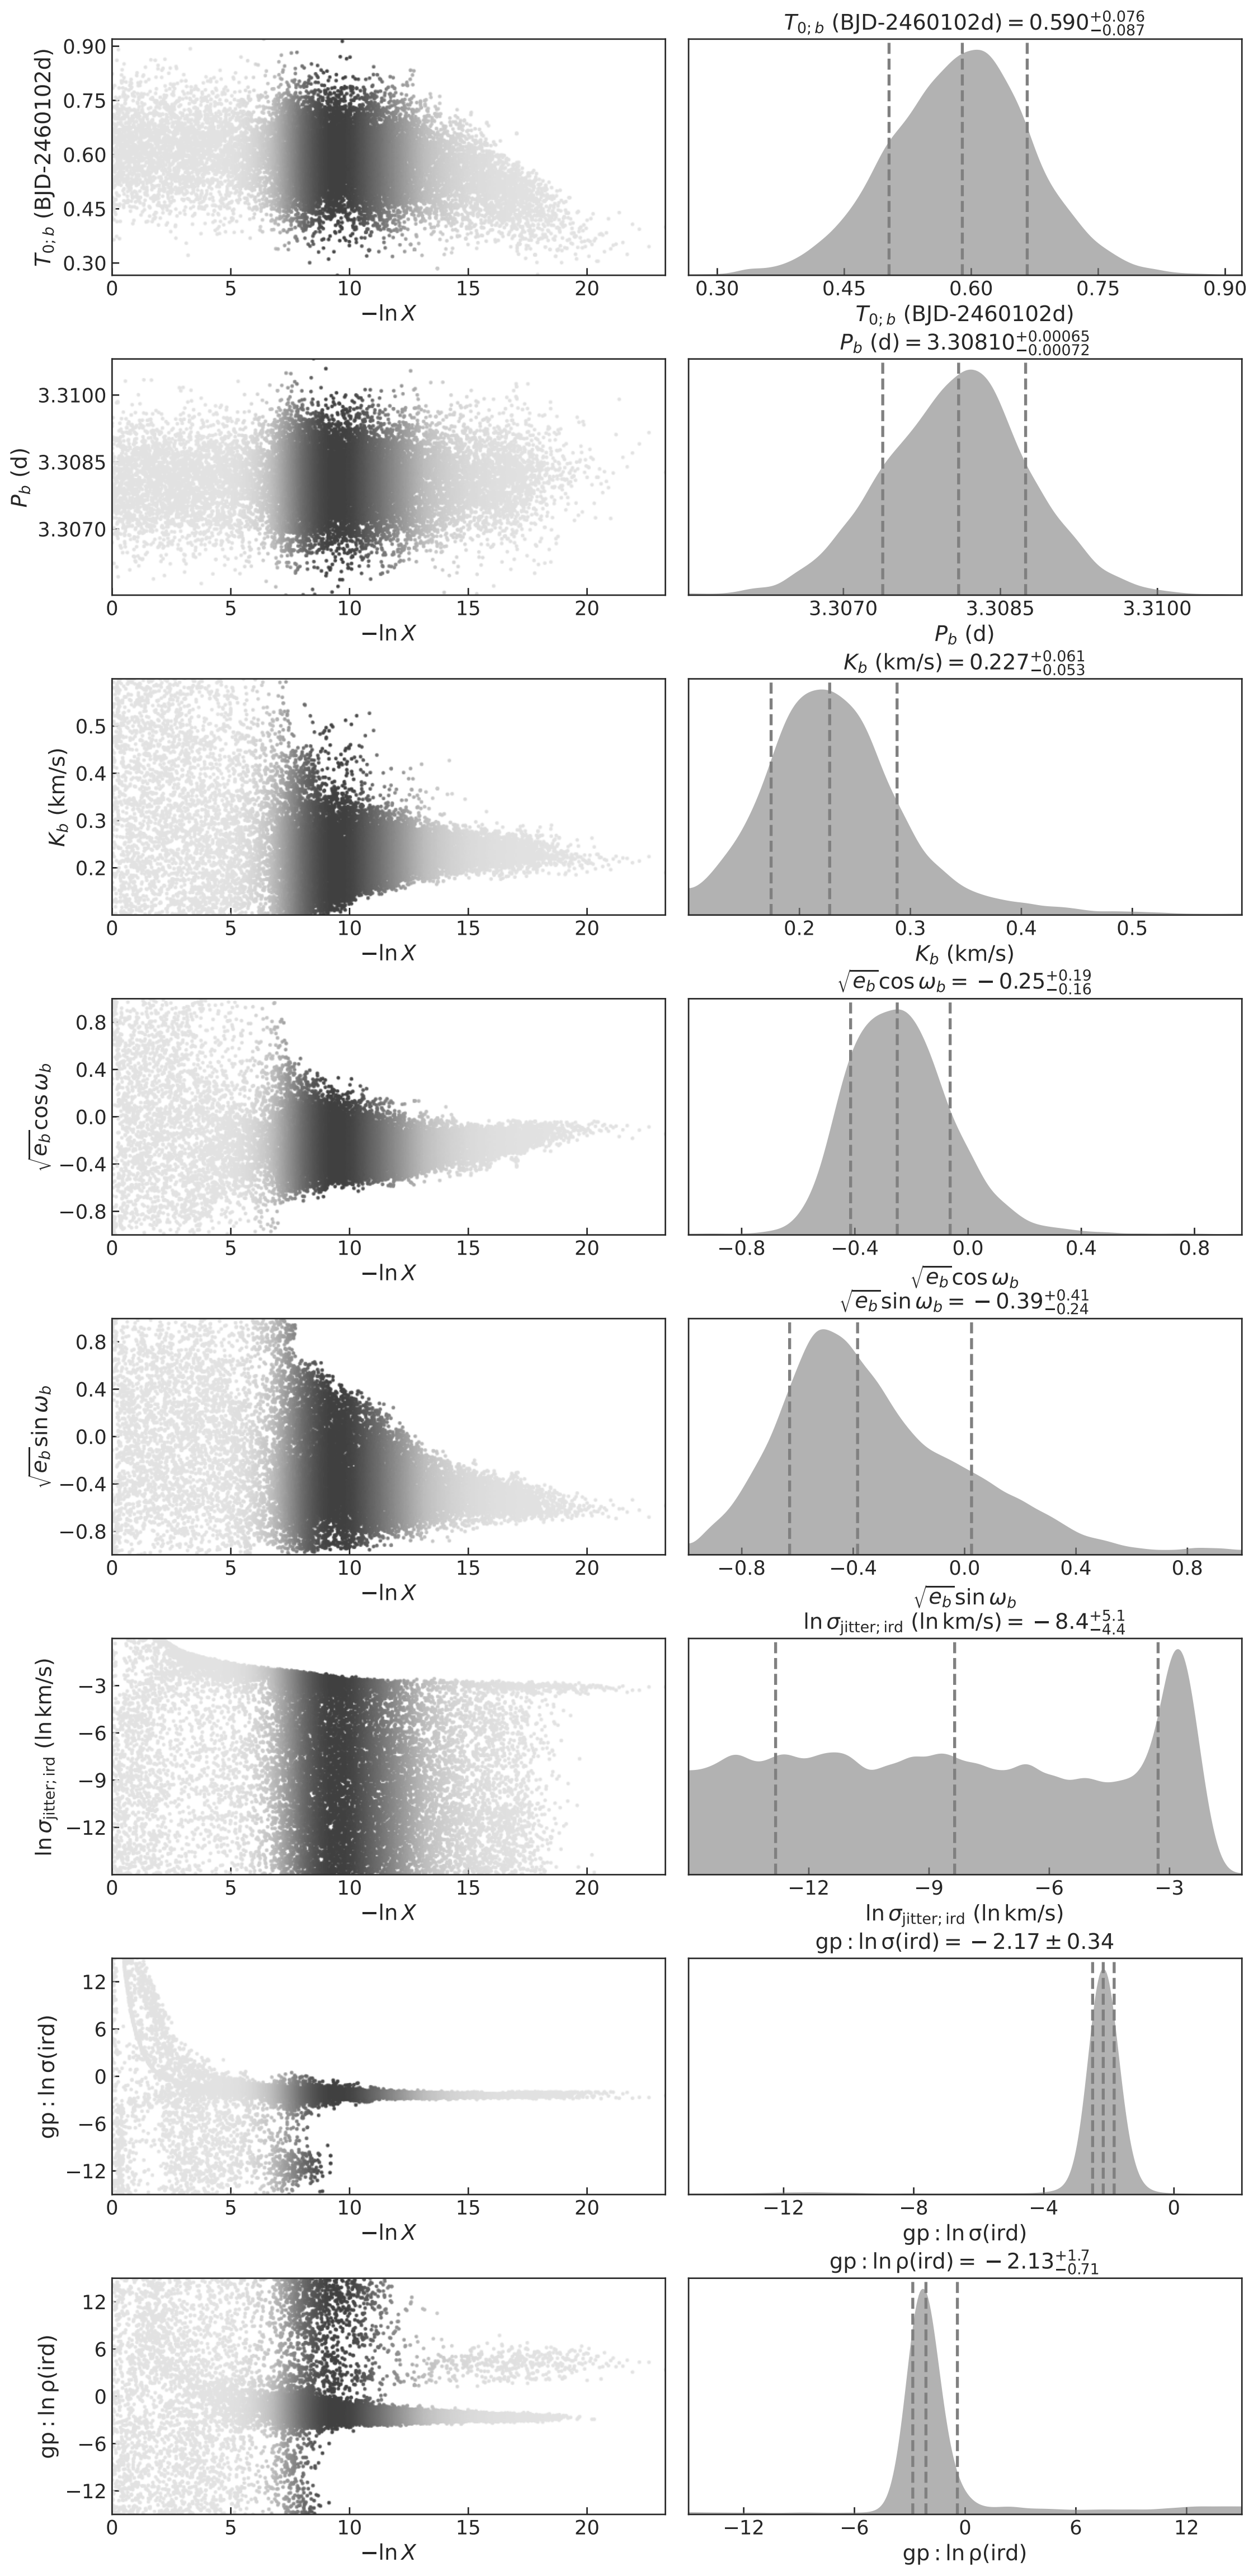 T_{0;b} (BJD-2460102d) = 0.590^{+0.076}_{-0.087}
T_{0;b} (BJD-2460102d)
0.90
0.75
0.60
0.45
0.30
0 5 10 15 20
−ln X
0.30 0.45 0.60 0.75 0.90
T_{0;b} (BJD-2460102d)
P_b (d) = 3.30810^{+0.00065}_{-0.00072}
P_b (d)
3.3100
3.3085
3.3070
0 5 10 15 20
−ln X
3.3070 3.3085 3.3100
P_b (d)
K_b (km/s) = 0.227^{+0.061}_{-0.053}
K_b (km/s)
0.5
0.4
0.3
0.2
0 5 10 15 20
−ln X
0.2 0.3 0.4 0.5
K_b (km/s)
√e_b cos ω_b = −0.25^{+0.19}_{-0.16}
√e_b cos ω_b
0.8
0.4
0.0
−0.4
−0.8
0 5 10 15 20
−ln X
−0.8 −0.4 0.0 0.4 0.8
√e_b cos ω_b
√e_b sin ω_b = −0.39^{+0.41}_{-0.24}
√e_b sin ω_b
0.8
0.4
0.0
−0.4
−0.8
0 5 10 15 20
−ln X
−0.8 −0.4 0.0 0.4 0.8
√e_b sin ω_b
ln σ_{jitter; ird} (ln km/s) = −8.4^{+5.1}_{-4.4}
ln σ_{jitter; ird} (ln km/s)
−3
−6
−9
−12
0 5 10 15 20
−ln X
−12 −9 −6 −3
ln σ_{jitter; ird} (ln km/s)
gp : ln σ(ird) = −2.17 ± 0.34
gp : ln σ(ird)
12
6
0
−6
−12
0 5 10 15 20
−ln X
−12 −8 −4 0
gp : ln σ(ird)
gp : ln ρ(ird) = −2.13^{+1.7}_{-0.71}
gp : ln ρ(ird)
12
6
0
−6
−12
0 5 10 15 20
−ln X
−12 −6 0 6 12
gp : ln ρ(ird)